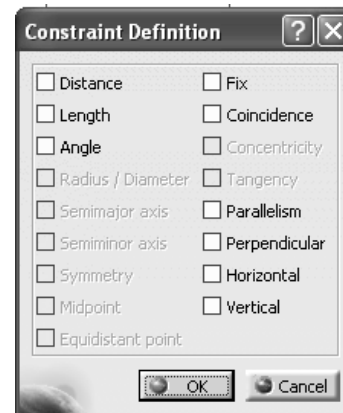 Constraint Definition ? X
Distance
Fix
Length
Coincidence
Angle
Concentricity
Radius / Diameter
Tangency
Semimajor axis
Parallelism
Semiminor axis
Perpendicular
Symmetry
Horizontal
Midpoint
Vertical
Equidistant point
OK
Cancel